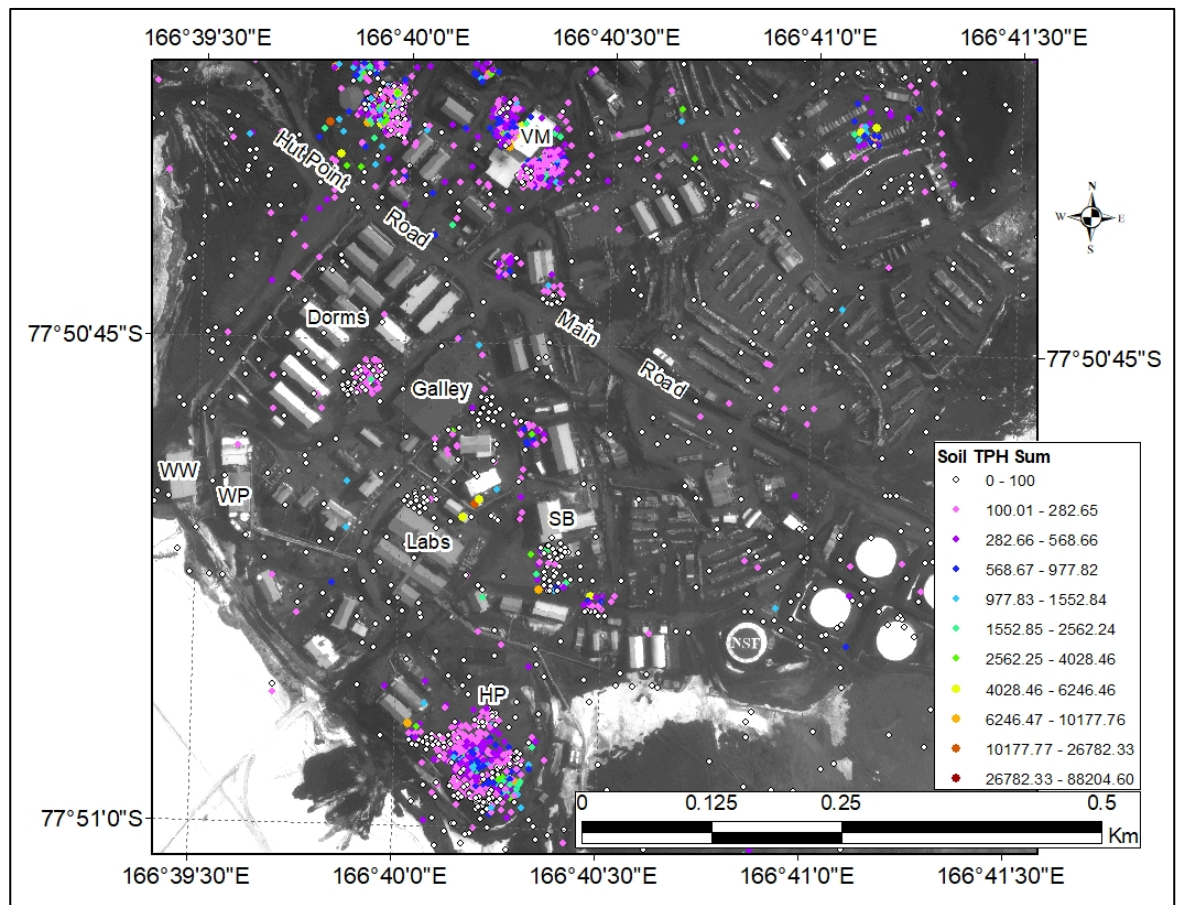 166°39'30"E 166°40'0"E 166°40'30"E 166°41'0"E 166°41'30"E
VM
Hut Point
Road
N
W E
S
Dorms
Main
Road
77°50'45"S
77°50'45"S
Galley
WW
WP
SB
Labs
NSF
HP
Soil TPH Sum
0 - 100
100.01 - 282.65
282.66 - 568.66
568.67 - 977.82
977.83 - 1552.84
1552.85 - 2562.24
2562.25 - 4028.46
4028.46 - 6246.46
6246.47 - 10177.76
10177.77 - 26782.33
26782.33 - 88204.60
0 0.125 0.25 0.5
Km
77°51'0"S
166°39'30"E 166°40'0"E 166°40'30"E 166°41'0"E 166°41'30"E